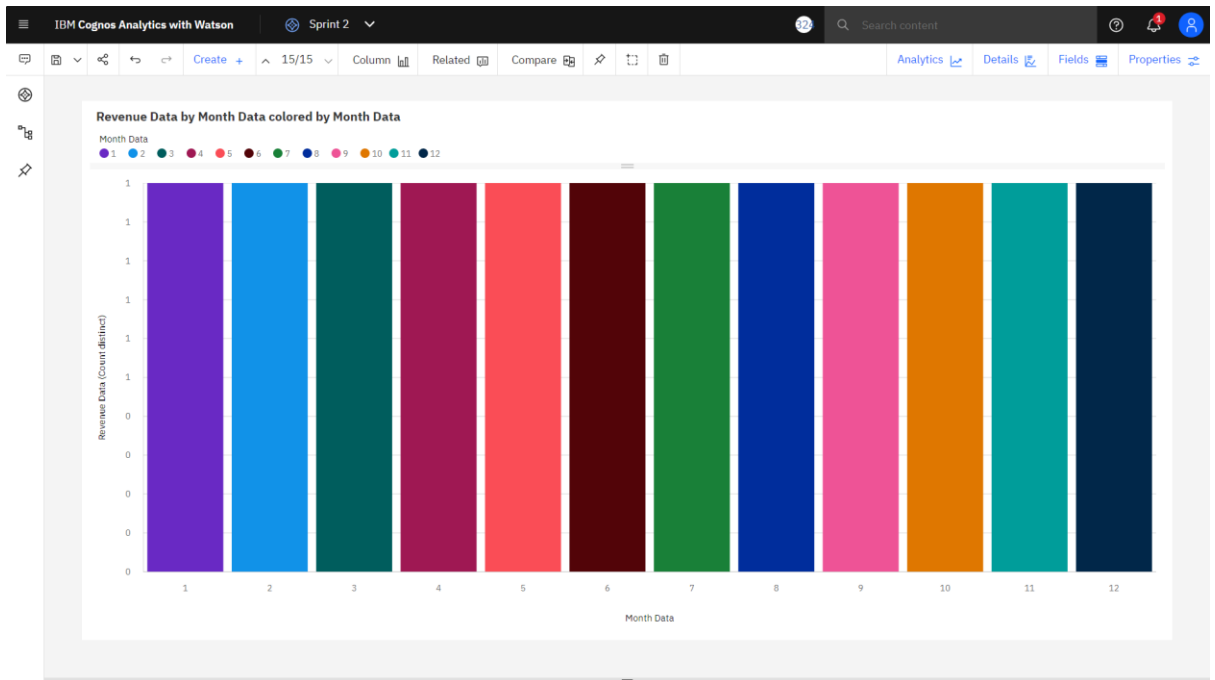 IBM Cognos Analytics with Watson Sprint 2 324 Search content 1
Create + 15/15 Column Related Compare Analytics Details Fields Properties
Revenue Data by Month Data colored by Month Data
Month Data
1 2 3 4 5 6 7 8 9 10 11 12
Revenue Data (Count distinct)
1
1
1
1
1
1
0
0
0
0
0
1 2 3 4 5 6 7 8 9 10 11 12
Month Data